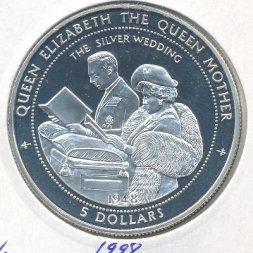 QUEEN ELIZABETH THE QUEEN MOTHER
THE SILVER WEDDING
1948
5 DOLLARS
1998